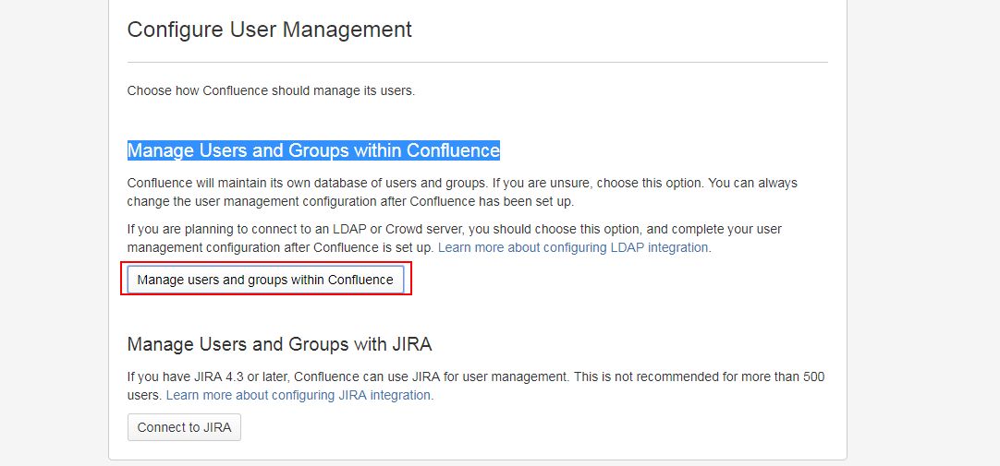 Configure User Management
Choose how Confluence should manage its users.
Manage Users and Groups within Confluence
Confluence will maintain its own database of users and groups. If you are unsure, choose this option. You can always
change the user management configuration after Confluence has been set up.
If you are planning to connect to an LDAP or Crowd server, you should choose this option, and complete your user
management configuration after Confluence is set up. Learn more about configuring LDAP integration.
Manage users and groups within Confluence
Manage Users and Groups with JIRA
If you have JIRA 4.3 or later, Confluence can use JIRA for user management. This is not recommended for more than 500
users. Learn more about configuring JIRA integration.
Connect to JIRA